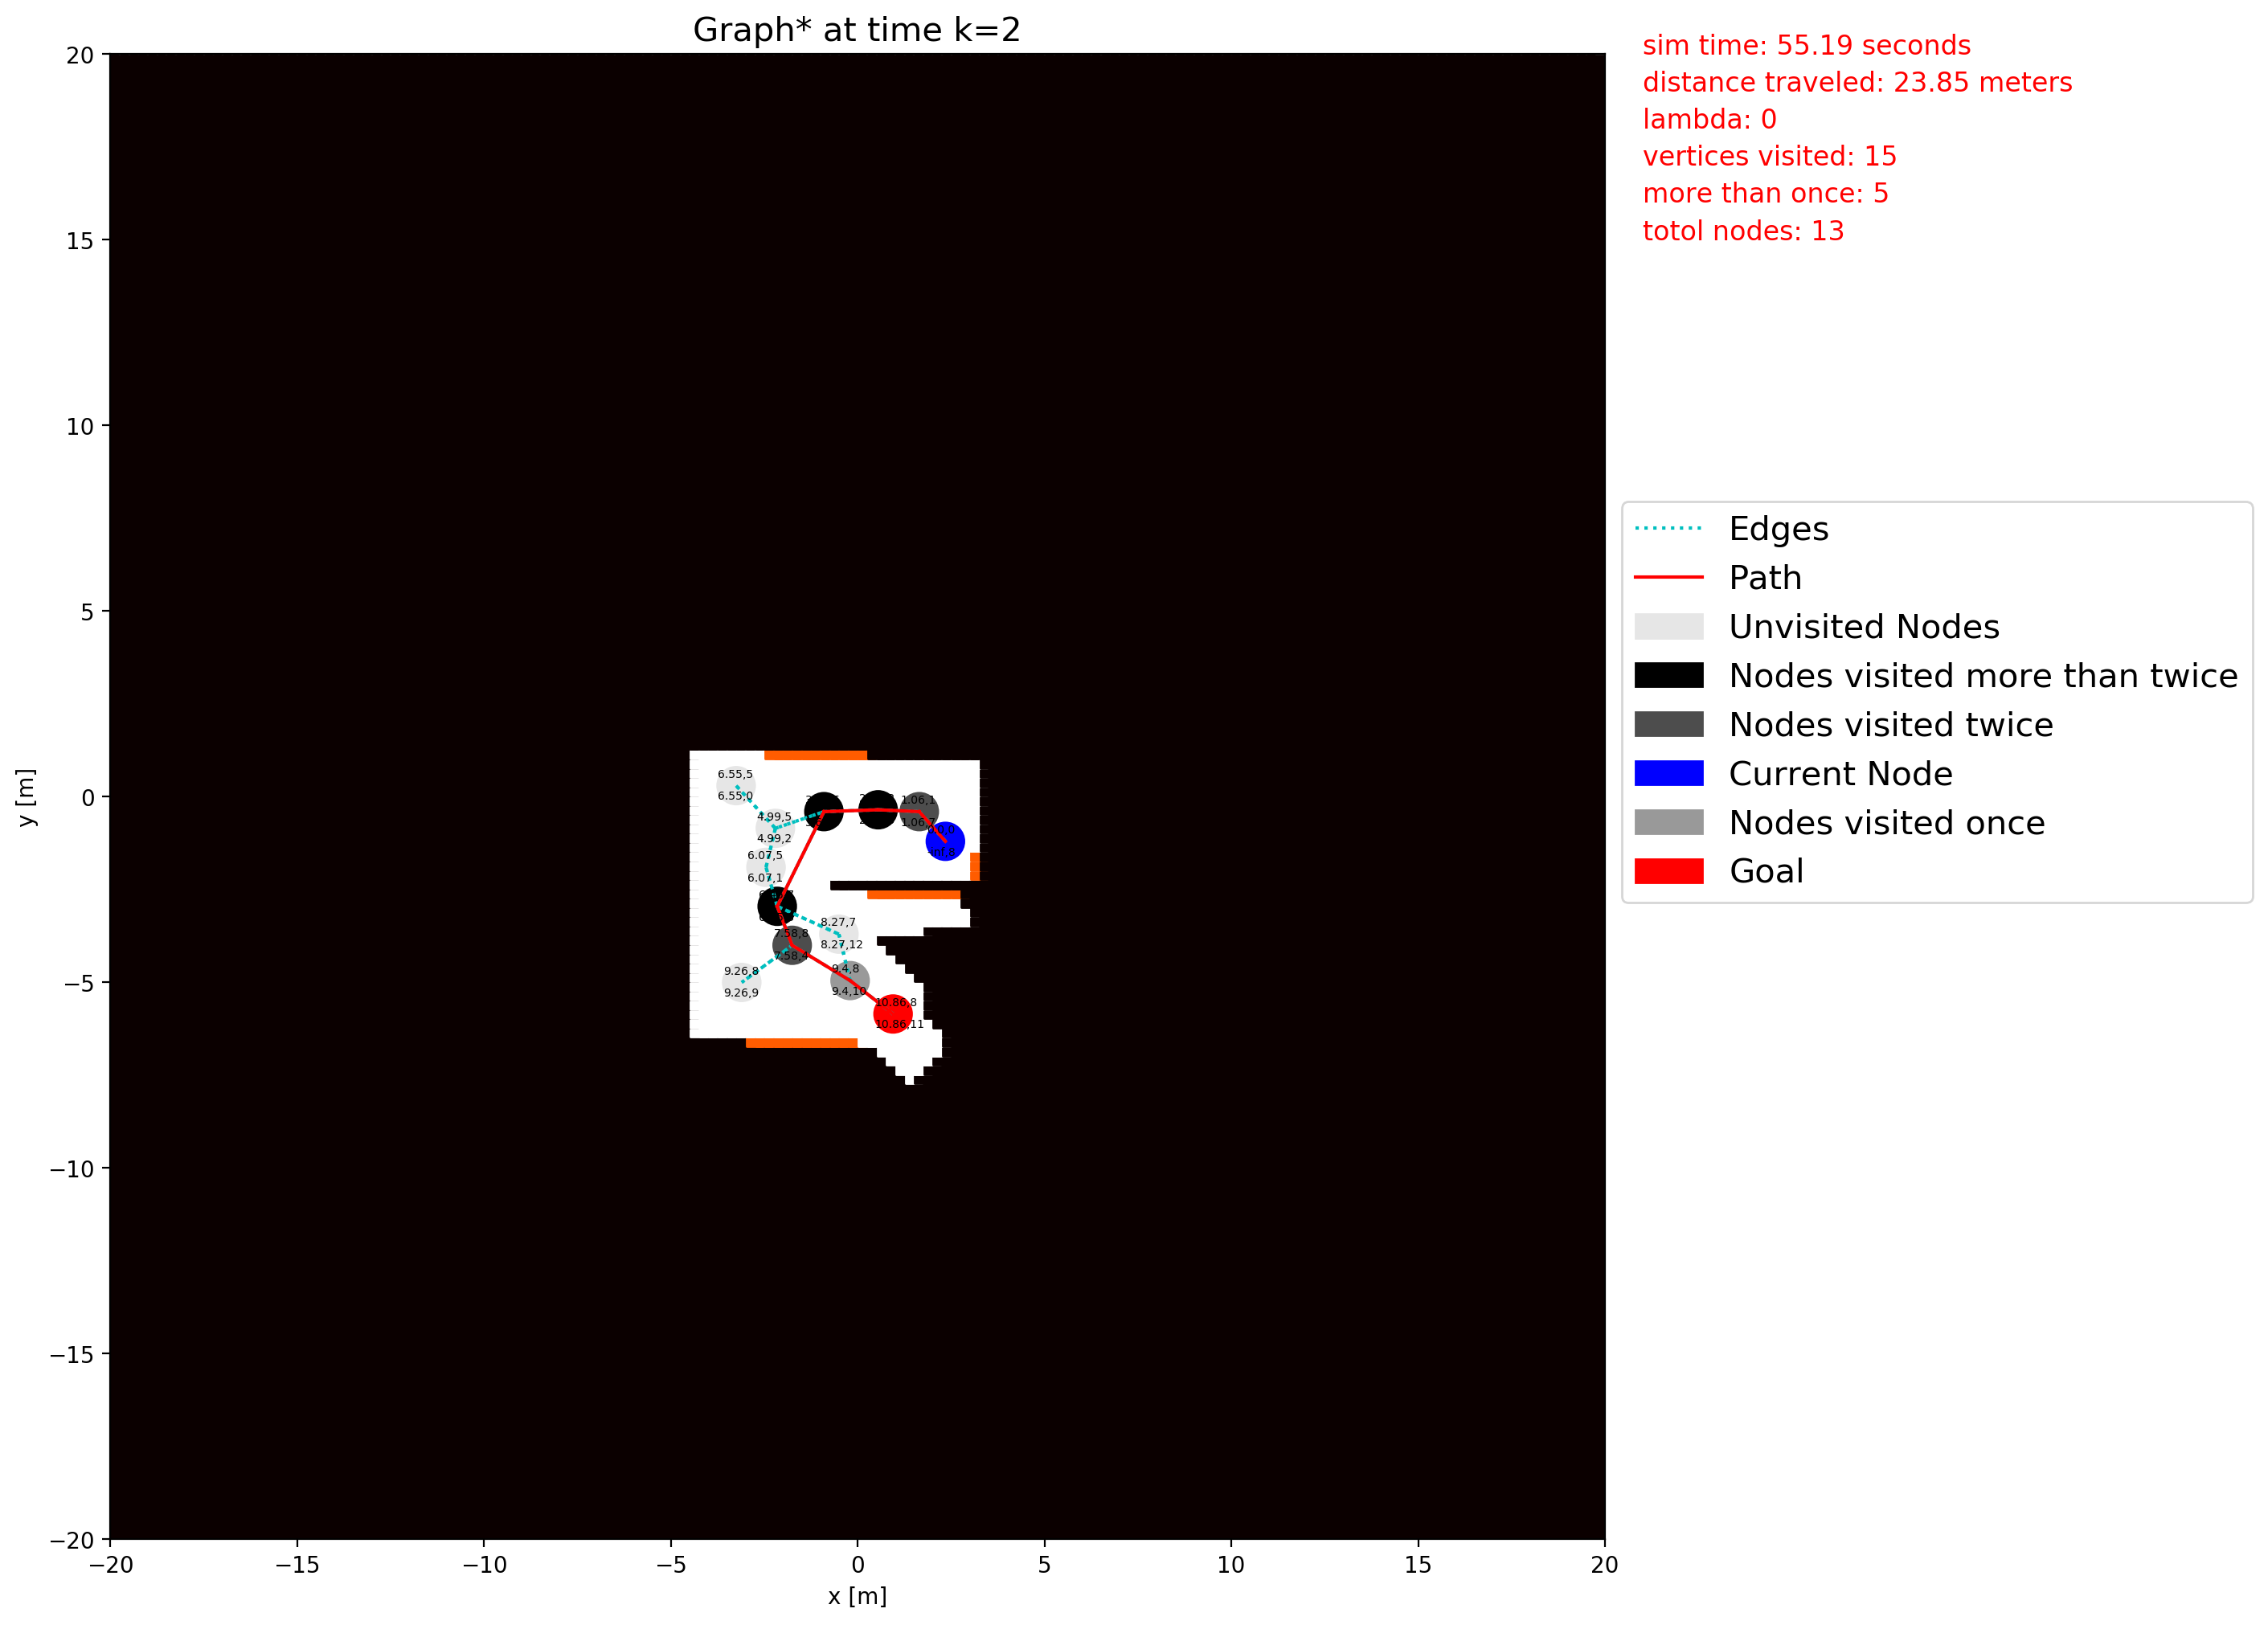 Graph* at time k=2
sim time: 55.19 seconds
distance traveled: 23.85 meters
lambda: 0
vertices visited: 15
more than once: 5
totol nodes: 13
20
15
10
5
0
−5
−10
−15
−20
y [m]
−20
−15
−10
−5
0
5
10
15
20
x [m]
6.55,5
6.55,0
4.99,5
4.99,2
6.07,5
6.07,1
1.06,1
1.06,7
8.27,7
8.27,12
7.58,8
7.58,4
9.26,8
9.26,9
9.4,8
9.4,10
10.86,8
10.86,11
Edges
Path
Unvisited Nodes
Nodes visited more than twice
Nodes visited twice
Current Node
Nodes visited once
Goal